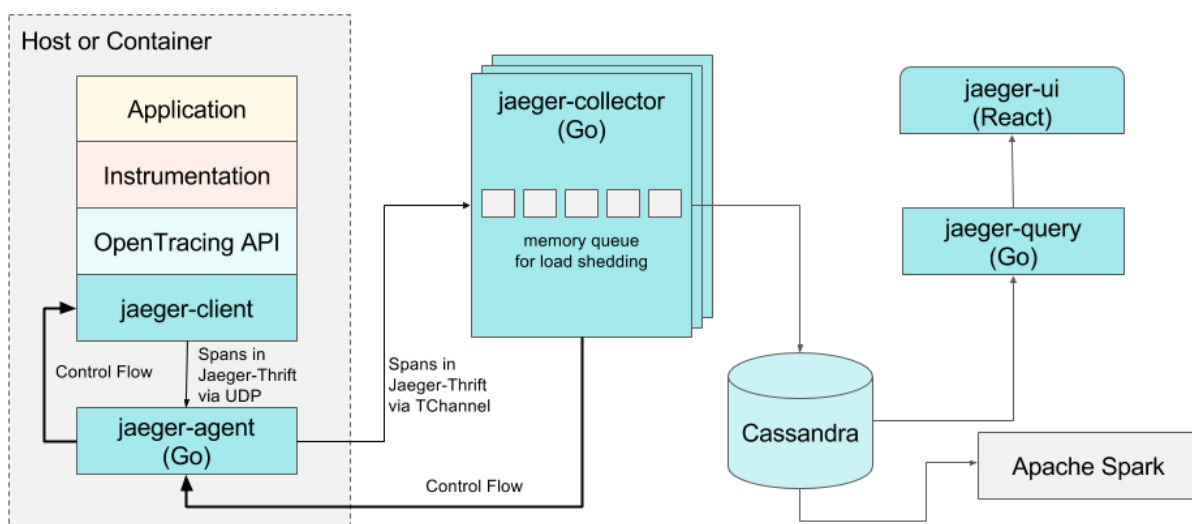 Host or Container
Application
Instrumentation
OpenTracing API
jaeger-client
Control Flow
Spans in
Jaeger-Thrift
via UDP
jaeger-agent
(Go)
Spans in
Jaeger-Thrift
via TChannel
Control Flow
jaeger-collector
(Go)
memory queue
for load shedding
Cassandra
jaeger-ui
(React)
jaeger-query
(Go)
Apache Spark